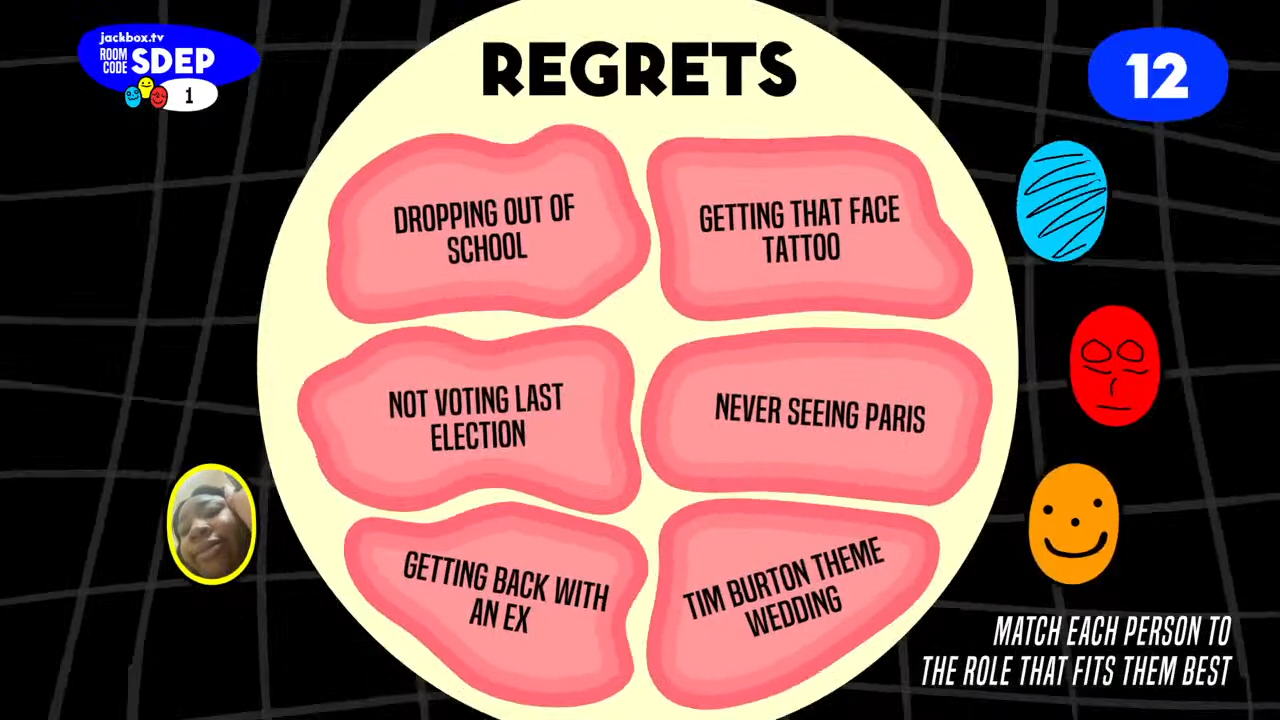 jackbox.tv
ROOM
CODE
SDEP
1
REGRETS
12
DROPPING OUT OF
SCHOOL
GETTING THAT FACE
TATTOO
NOT VOTING LAST
ELECTION
NEVER SEEING PARIS
GETTING BACK WITH
AN EX
TIM BURTON THEME
WEDDING
MATCH EACH PERSON TO
THE ROLE THAT FITS THEM BEST